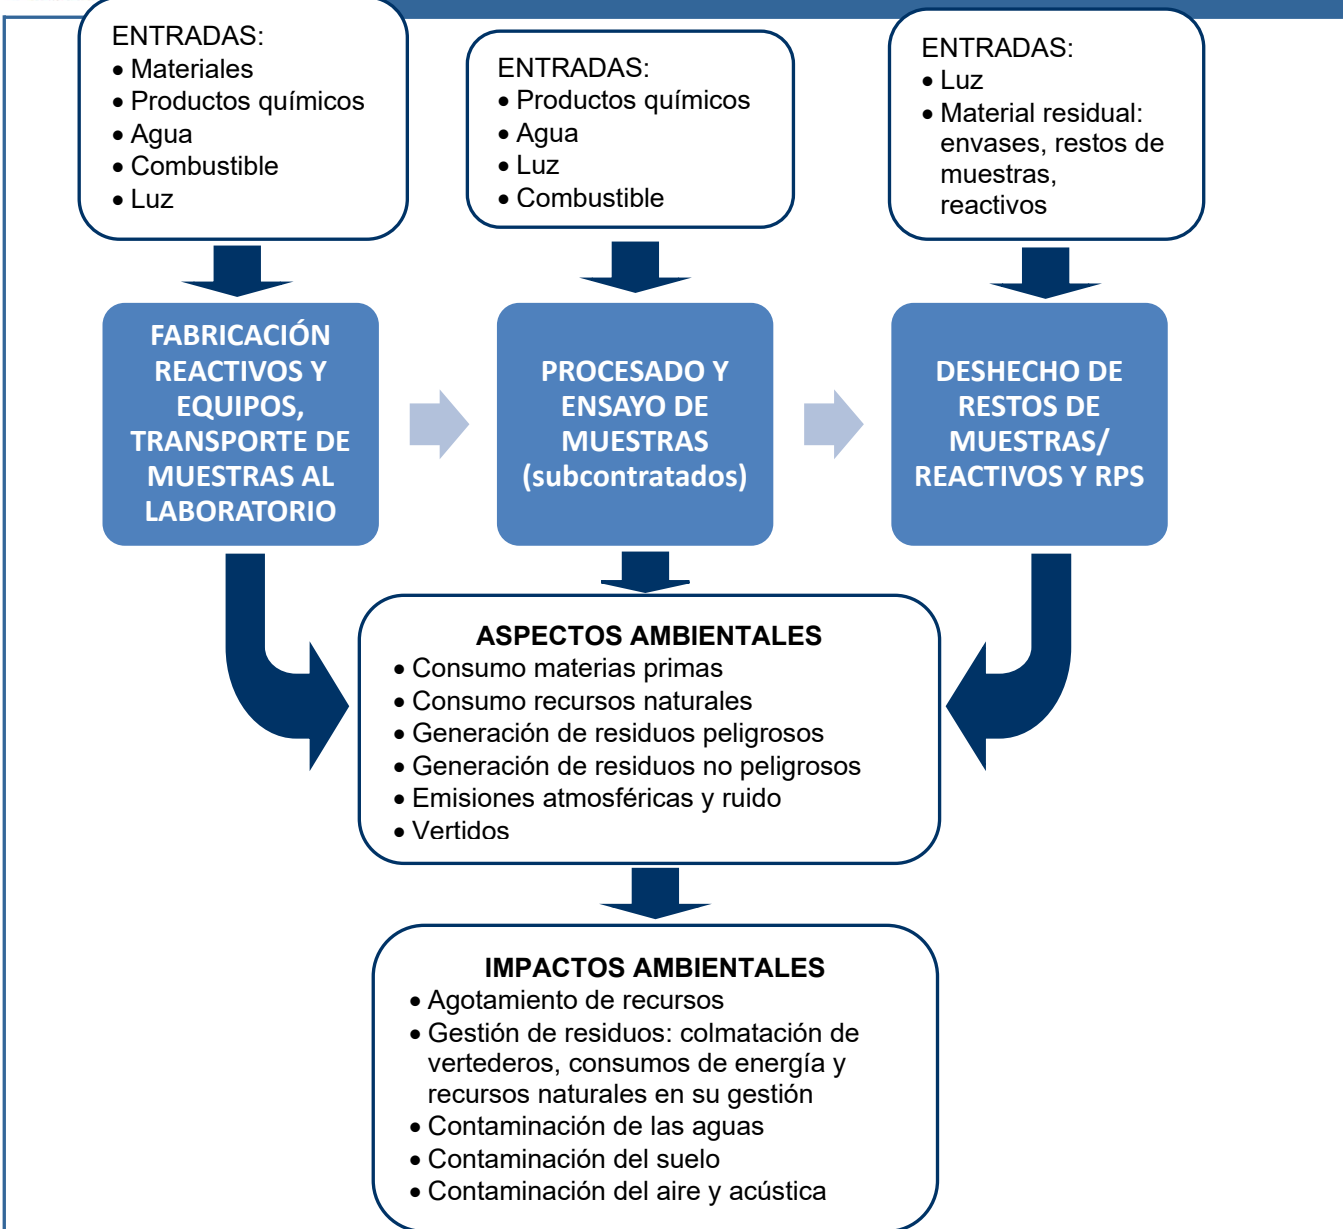 ENTRADAS:
• Materiales
• Productos químicos
• Agua
• Combustible
• Luz
ENTRADAS:
• Productos químicos
• Agua
• Luz
• Combustible
ENTRADAS:
• Luz
• Material residual:
envases, restos de
muestras,
reactivos
FABRICACIÓN
REACTIVOS Y
EQUIPOS,
TRANSPORTE DE
MUESTRAS AL
LABORATORIO
PROCESADO Y
ENSAYO DE
MUESTRAS
(subcontratados)
DESHECHO DE
RESTOS DE
MUESTRAS/
REACTIVOS Y RPS
ASPECTOS AMBIENTALES
• Consumo materias primas
• Consumo recursos naturales
• Generación de residuos peligrosos
• Generación de residuos no peligrosos
• Emisiones atmosféricas y ruido
• Vertidos
IMPACTOS AMBIENTALES
• Agotamiento de recursos
• Gestión de residuos: colmatación de
vertederos, consumos de energía y
recursos naturales en su gestión
• Contaminación de las aguas
• Contaminación del suelo
• Contaminación del aire y acústica